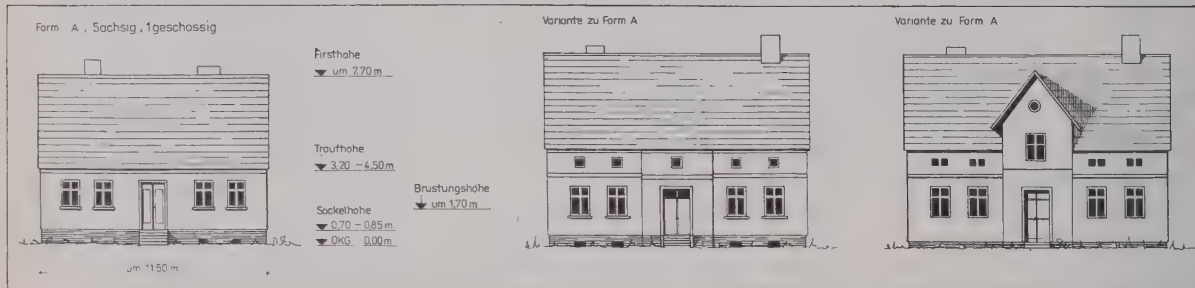 Form A, 5achsig, 1geschossig
Firsthöhe
um 7,70 m
Traufhöhe
3,20 – 4,50 m
Brustungshöhe
um 1,70 m
Sockelhöhe
0,70 – 0,85 m
OKG 0,00 m
um 11,50 m
Variante zu Form A
Variante zu Form A